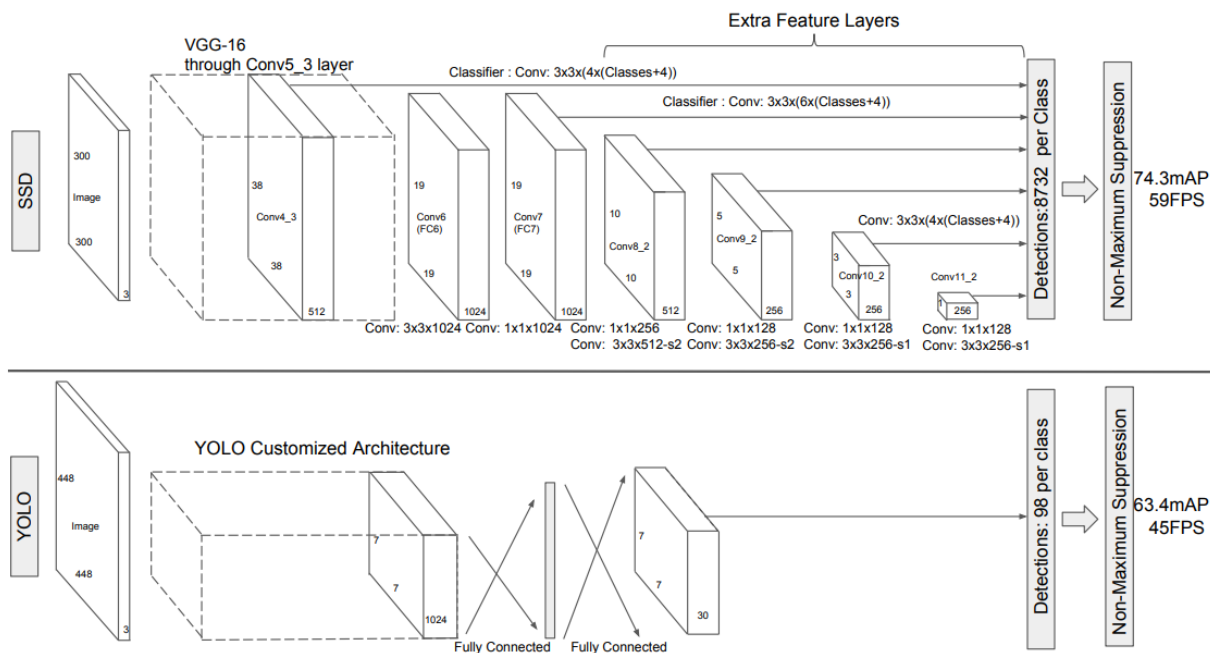 Extra Feature Layers
VGG-16
through Conv5_3 layer
Classifier : Conv: 3x3x(4x(Classes+4))
Classifier : Conv: 3x3x(6x(Classes+4))
SSD
300
Image
300
3
38
Conv4_3
38
512
19
Conv6
(FC6)
19
1024
19
Conv7
(FC7)
19
1024
10
Conv8_2
10
512
5
Conv9_2
5
256
Conv: 3x3x(4x(Classes+4))
3
Conv10_2
3
256
Conv11_2
1
256
Conv: 3x3x1024
Conv: 1x1x1024
Conv: 1x1x256
Conv: 3x3x512-s2
Conv: 1x1x128
Conv: 3x3x256-s2
Conv: 1x1x128
Conv: 3x3x256-s1
Conv: 1x1x128
Conv: 3x3x256-s1
Detections:8732 per Class
Non-Maximum Suppression
74.3mAP
59FPS
YOLO
448
Image
448
3
YOLO Customized Architecture
7
7
1024
Fully Connected
Fully Connected
7
7
30
Detections: 98 per class
Non-Maximum Suppression
63.4mAP
45FPS